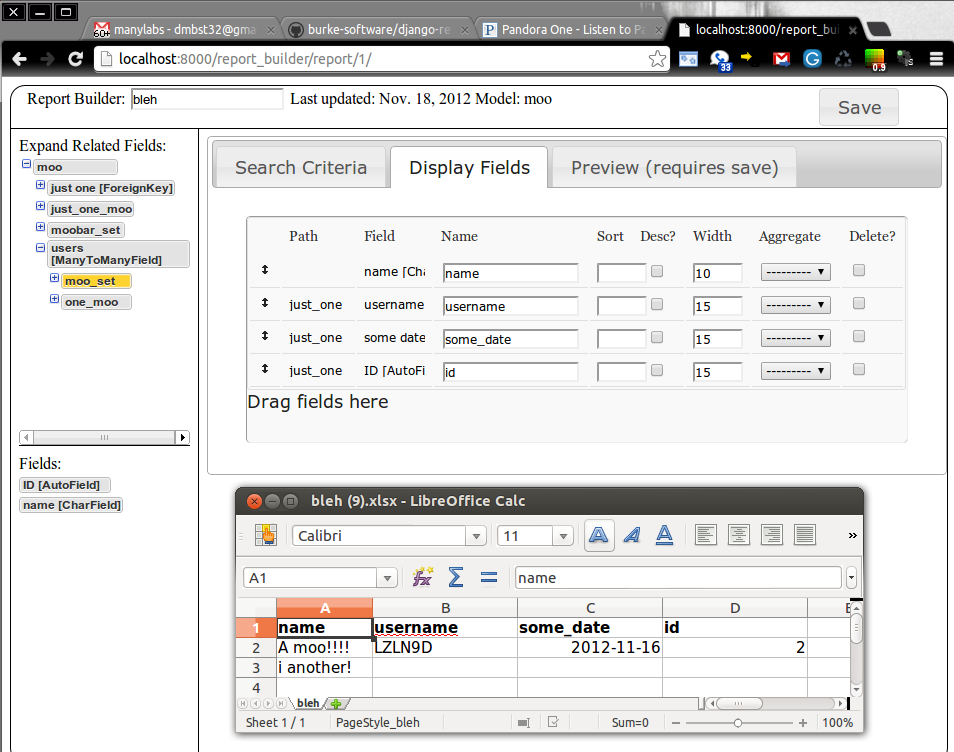 manylabs - dmbst32@gma
burke-software/django-re
Pandora One - Listen to Pa
localhost:8000/report_bui
localhost:8000/report_builder/report/1/
60+
33
0.9
Report Builder: bleh Last updated: Nov. 18, 2012 Model: moo
Save
Expand Related Fields:
moo
just one [ForeignKey]
just_one_moo
moobar_set
users
[ManyToManyField]
moo_set
one_moo
Fields:
ID [AutoField]
name [CharField]
Search Criteria
Display Fields
Preview (requires save)
Path Field Name Sort Desc? Width Aggregate Delete?
name [Cha name 10 ---------
just_one username username 15 ---------
just_one some date some_date 15 ---------
just_one ID [AutoFi id 15 ---------
Drag fields here
bleh (9).xlsx - LibreOffice Calc
Calibri 11
A1 name
A B C D E
1 name username some_date id
2 A moo!!!! LZLN9D 2012-11-16 2
3 i another!
4
bleh
Sheet 1 / 1 PageStyle_bleh Sum=0 100%